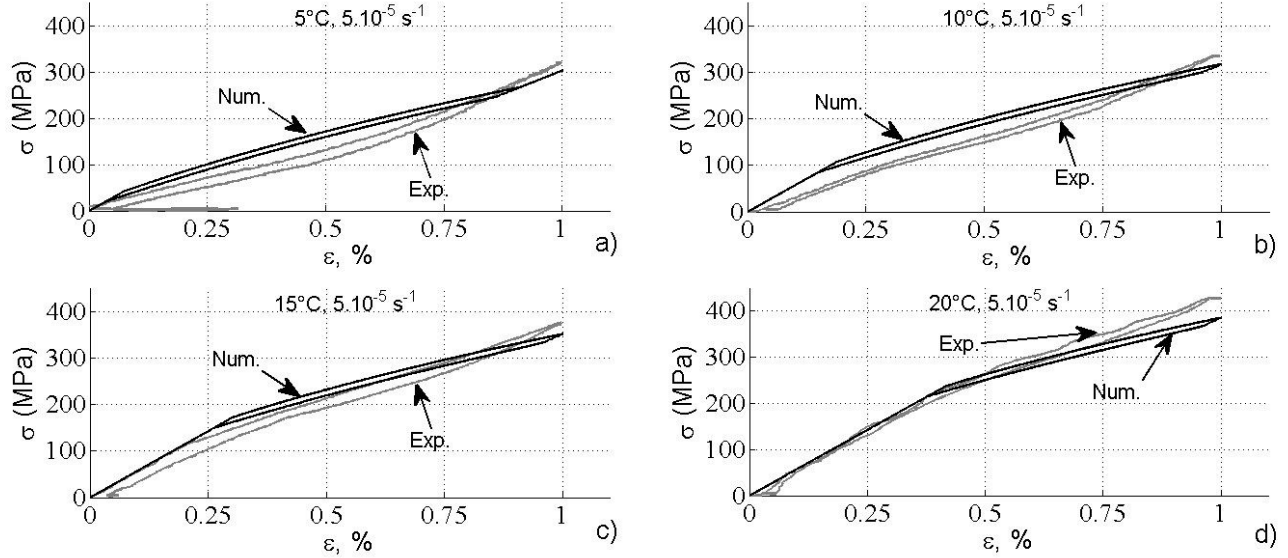 5°C, 5.10⁻⁵ s⁻¹
σ (MPa)
400
300
200
100
0
Num.
Exp.
0 0.25 0.5 0.75 1
ε, %
a)
10°C, 5.10⁻⁵ s⁻¹
σ (MPa)
400
300
200
100
0
Num.
Exp.
0 0.25 0.5 0.75 1
ε, %
b)
15°C, 5.10⁻⁵ s⁻¹
σ (MPa)
400
300
200
100
0
Num.
Exp.
0 0.25 0.5 0.75 1
ε, %
c)
20°C, 5.10⁻⁵ s⁻¹
σ (MPa)
400
300
200
100
0
Exp.
Num.
0 0.25 0.5 0.75 1
ε, %
d)